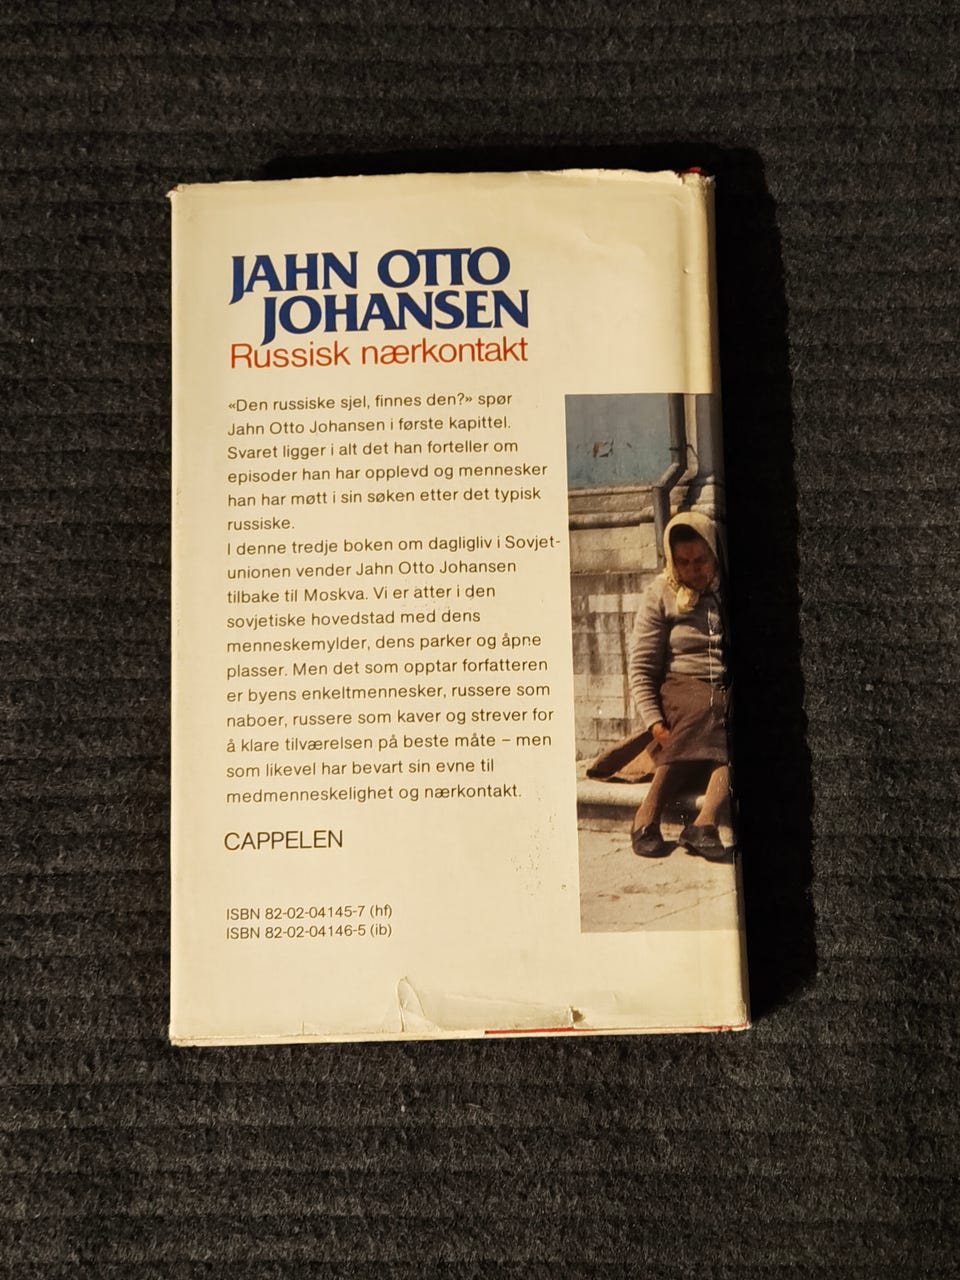 JAHN OTTO
JOHANSEN
Russisk nærkontakt
«Den russiske sjel, finnes den?» spør
Jahn Otto Johansen i første kapittel.
Svaret ligger i alt det han forteller om
episoder han har opplevd og mennesker
han har møtt i sin søken etter det typisk
russiske.
I denne tredje boken om dagligliv i Sovjet-
unionen vender Jahn Otto Johansen
tilbake til Moskva. Vi er atter i den
sovjetiske hovedstad med dens
menneskemylder, dens parker og åpne
plasser. Men det som opptar forfatteren
er byens enkeltmennesker, russere som
naboer, russere som kaver og strever for
å klare tilværelsen på beste måte – men
som likevel har bevart sin evne til
medmenneskelighet og nærkontakt.
CAPPELEN
ISBN 82-02-04145-7 (hf)
ISBN 82-02-04146-5 (ib)